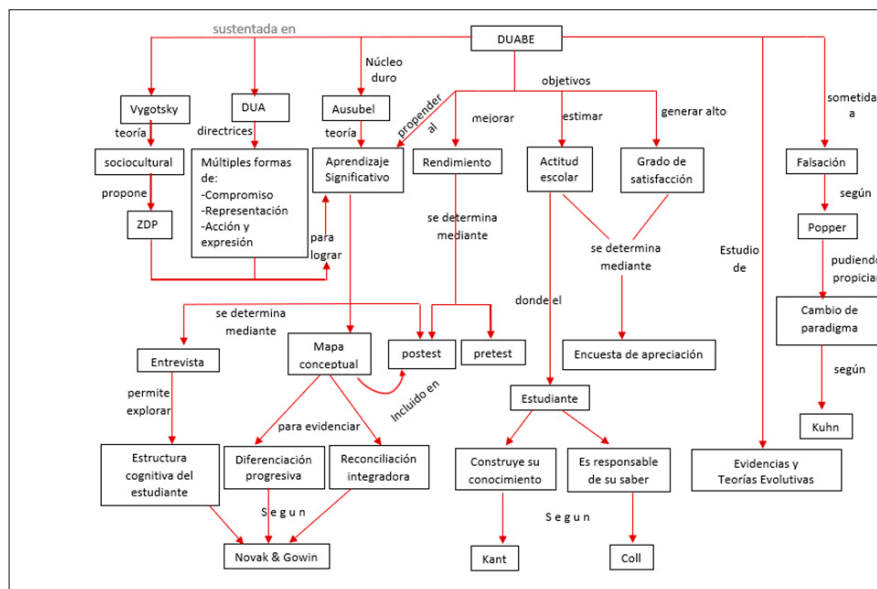 sustentada en
DUABE
Núcleo
duro
objetivos
Vygotsky
DUA
Ausubel
propender
al
mejorar
estimar
generar alto
sometida
a
teoría
directrices
teoría
sociocultural
Múltiples formas
de:
-Compromiso
-Representación
-Acción y
expresión
Aprendizaje
Significativo
Rendimiento
Actitud
escolar
Grado de
satisfacción
Falsación
propone
ZDP
para
lograr
se determina
mediante
se determina
mediante
Estudio
de
según
Popper
pudiendo
propiciar
se determina
mediante
donde el
Cambio de
paradigma
Entrevista
Mapa
conceptual
postest
pretest
Encuesta de apreciación
según
permite
explorar
Incluido en
para evidenciar
Estudiante
Kuhn
Estructura
cognitiva del
estudiante
Diferenciación
progresiva
Reconciliación
integradora
Construye su
conocimiento
Es responsable
de su saber
Evidencias y
Teorías Evolutivas
S e g u n
S e g u n
Novak & Gowin
Kant
Coll